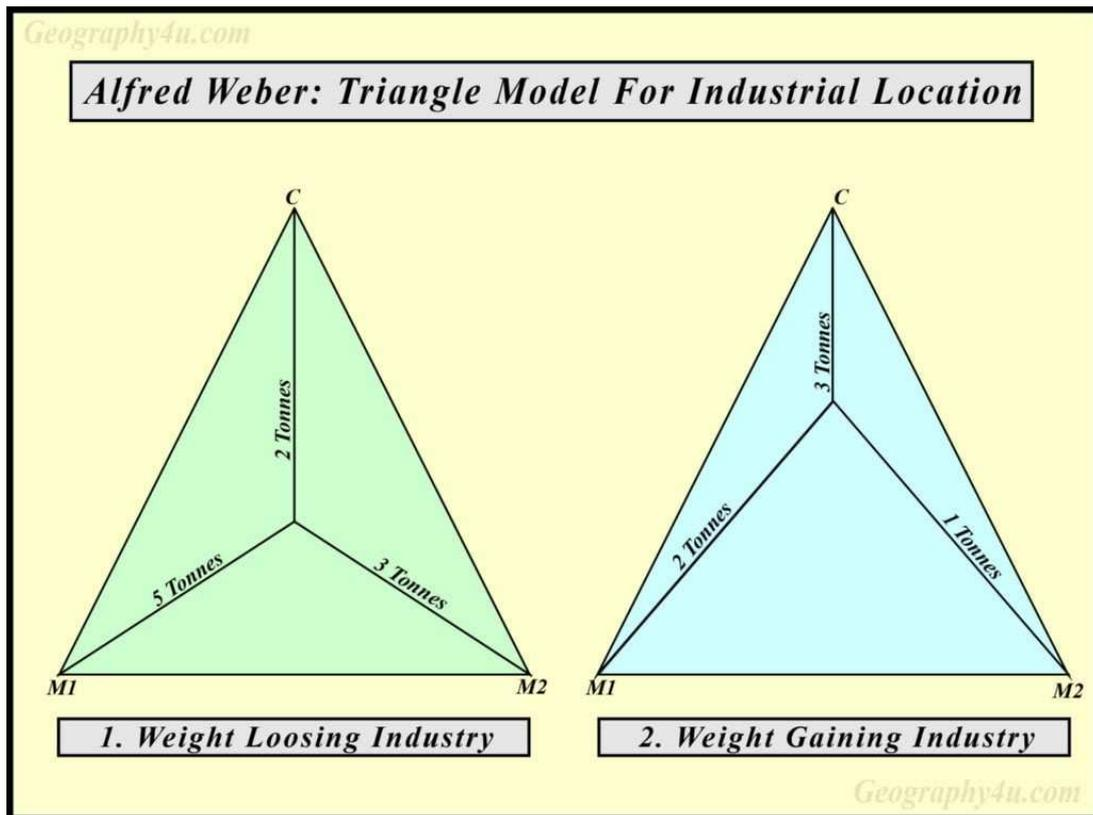 Geography4u.com
Alfred Weber: Triangle Model For Industrial Location
C
2 Tonnes
5 Tonnes
3 Tonnes
M1
M2
1. Weight Loosing Industry
C
3 Tonnes
2 Tonnes
1 Tonnes
M1
M2
2. Weight Gaining Industry
Geography4u.com